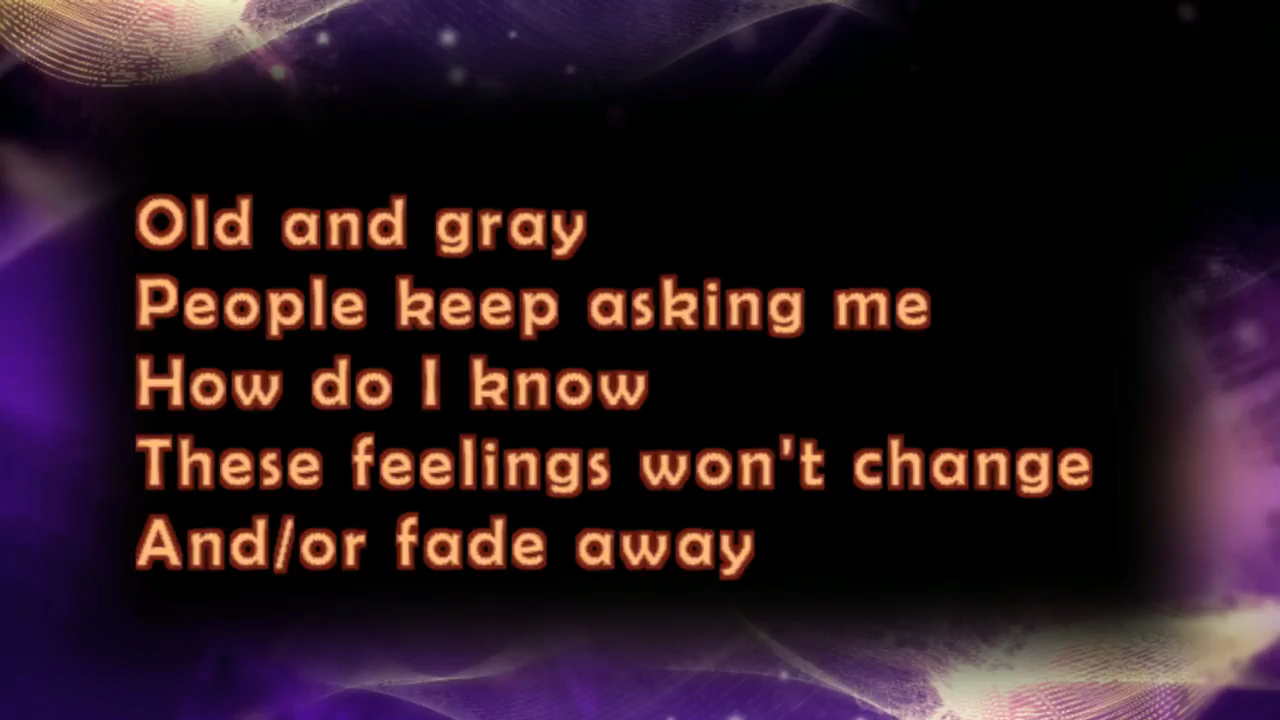 Old and gray
People keep asking me
How do I know
These feelings won't change
And/or fade away